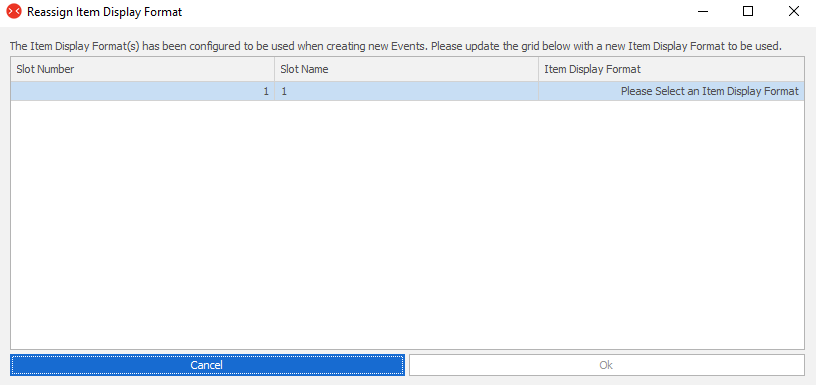 Reassign Item Display Format
The Item Display Format(s) has been configured to be used when creating new Events. Please update the grid below with a new Item Display Format to be used.
Slot Number Slot Name Item Display Format
1 1 Please Select an Item Display Format
Cancel Ok